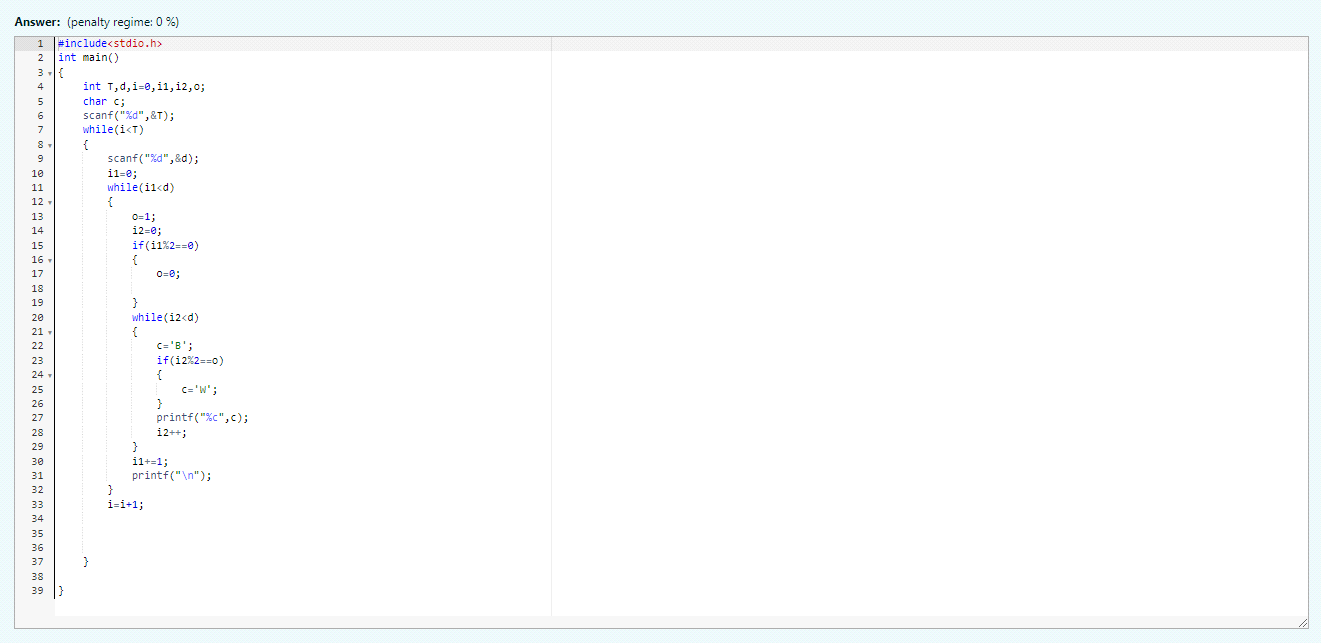 Answer: (penalty regime: 0 %)
1 #include<stdio.h>
2 int main()
3 {
4     int T,d,i=0,i1,i2,o;
5     char c;
6     scanf("%d",&T);
7     while(i<T)
8     {
9         scanf("%d",&d);
10         i1=0;
11         while(i1<d)
12         {
13             o=1;
14             i2=0;
15             if(i1%2==0)
16             {
17                 o=0;
18
19             }
20             while(i2<d)
21             {
22                 c='B';
23                 if(i2%2==o)
24                 {
25                     c='W';
26                 }
27                 printf("%c",c);
28                 i2++;
29             }
30             i1+=1;
31             printf("\n");
32         }
33         i=i+1;
34
35
36
37     }
38
39 }